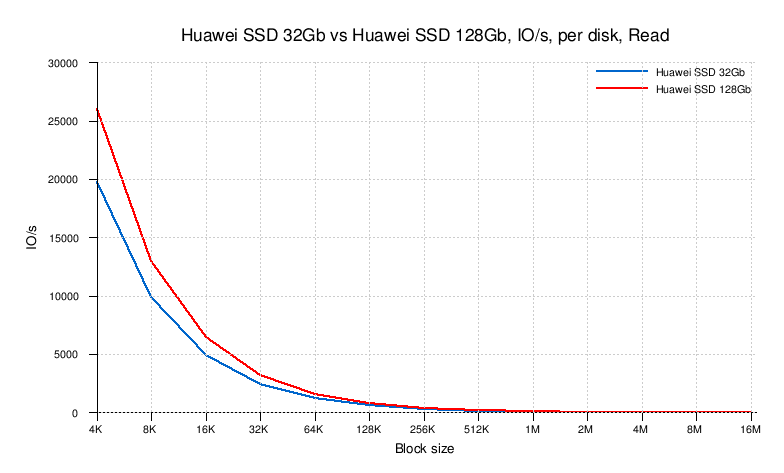 Huawei SSD 32Gb vs Huawei SSD 128Gb, IO/s, per disk, Read
30000
Huawei SSD 32Gb
Huawei SSD 128Gb
25000
20000
15000
IO/s
10000
5000
0
4K 8K 16K 32K 64K 128K 256K 512K 1M 2M 4M 8M 16M
Block size